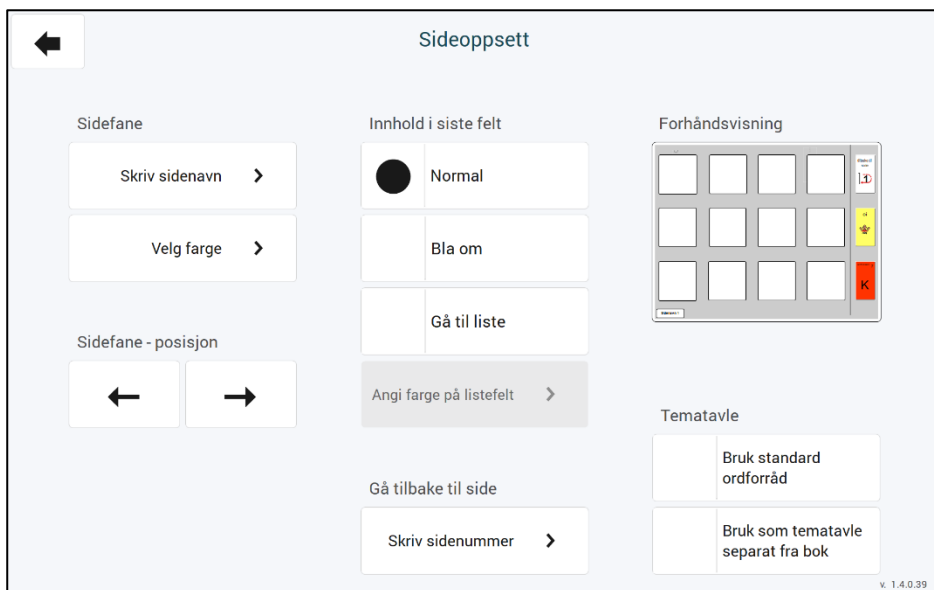 Sideoppsett
Sidefane
Skriv sidenavn
Velg farge
Sidefane - posisjon
Innhold i siste felt
Normal
Bla om
Gå til liste
Angi farge på listefelt
Gå tilbake til side
Skriv sidenummer
Forhåndsvisning
K
Tematavle
Bruk standard
ordforråd
Bruk som tematavle
separat fra bok
v. 1.4.0.39